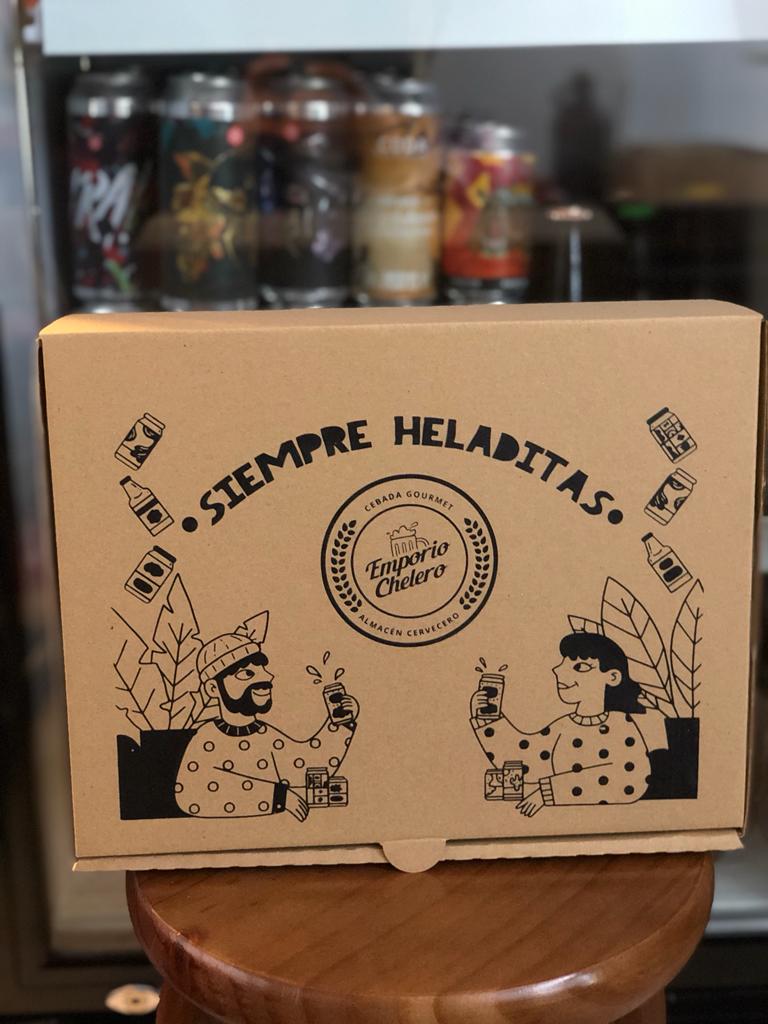 •SIEMPRE HELADITAS•
CEBADA GOURMET
Emporio
Chelero
ALMACÉN CERVECERO